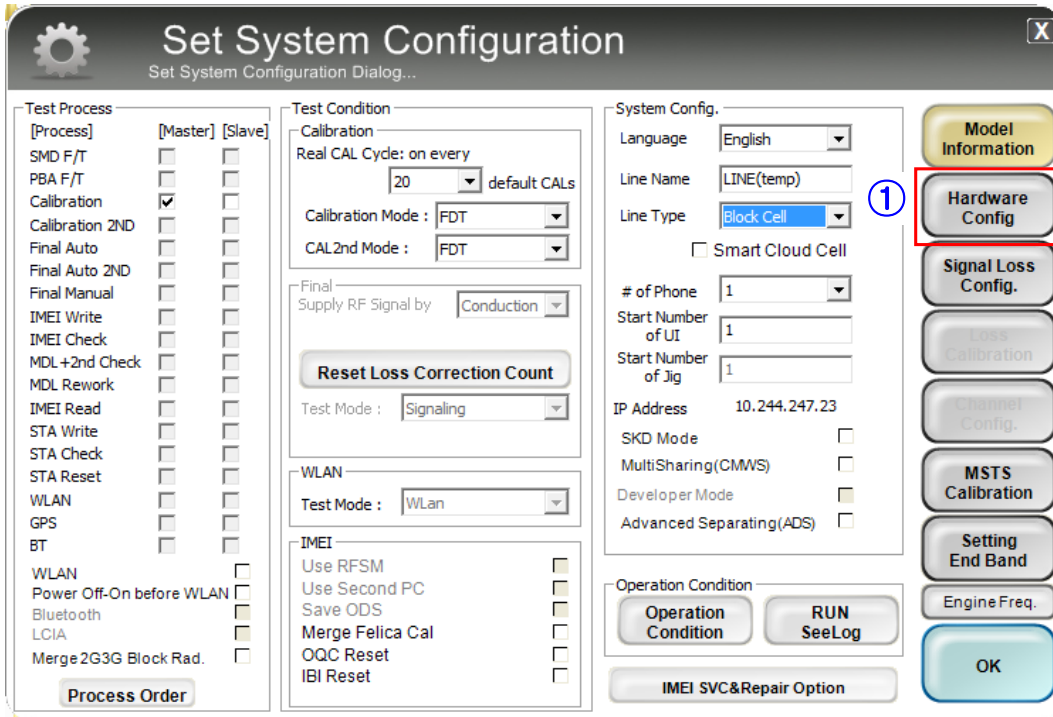 Set System Configuration
X
Set System Configuration Dialog...
Test Process
[Process] [Master] [Slave]
SMD F/T
PBA F/T
Calibration
Calibration 2ND
Final Auto
Final Auto 2ND
Final Manual
IMEI Write
IMEI Check
MDL+2nd Check
MDL Rework
IMEI Read
STA Write
STA Check
STA Reset
WLAN
GPS
BT
WLAN
Power Off-On before WLAN
Bluetooth
LCIA
Merge 2G3G Block Rad.
Process Order
Test Condition
Calibration
Real CAL Cycle: on every
20 default CALs
Calibration Mode : FDT
CAL2nd Mode : FDT
Final
Supply RF Signal by Conduction
Reset Loss Correction Count
Test Mode : Signaling
WLAN
Test Mode : WLan
IMEI
Use RFSM
Use Second PC
Save ODS
Merge Felica Cal
OQC Reset
IBI Reset
System Config.
Language English
Line Name LINE(temp)
Line Type Block Cell
Smart Cloud Cell
# of Phone 1
Start Number
of UI 1
Start Number
of Jig 1
IP Address 10.244.247.23
SKD Mode
MultiSharing(CMWS)
Developer Mode
Advanced Separating(ADS)
Operation Condition
Operation
Condition
RUN
SeeLog
IMEI SVC&Repair Option
Model
Information
①
Hardware
Config
Signal Loss
Config.
Loss
Calibration
Channel
Config.
MSTS
Calibration
Setting
End Band
Engine Freq.
OK